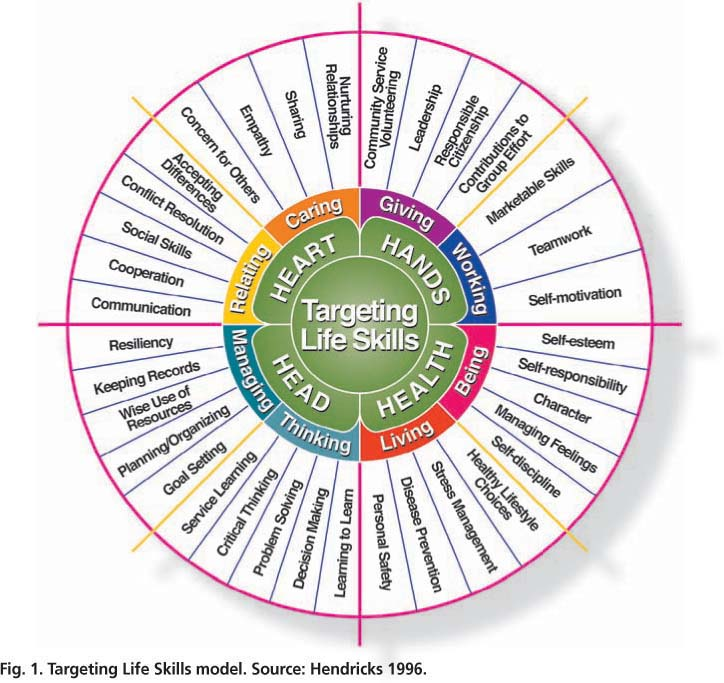 Nurturing
Relationships
Sharing
Empathy
Concern for Others
Accepting
Differences
Conflict Resolution
Social Skills
Cooperation
Communication
Community Service
Volunteering
Leadership
Responsible
Citizenship
Contributions to
Group Effort
Marketable Skills
Teamwork
Self-motivation
Caring
Giving
Relating
Working
HEART
HANDS
Targeting
Life Skills
HEAD
HEALTH
Managing
Being
Thinking
Living
Resiliency
Keeping Records
Wise Use of
Resources
Planning/Organizing
Goal Setting
Service Learning
Critical Thinking
Problem Solving
Decision Making
Learning to Learn
Self-esteem
Self-responsibility
Character
Managing Feelings
Self-discipline
Healthy Lifestyle
Choices
Stress Management
Disease Prevention
Personal Safety
Fig. 1. Targeting Life Skills model. Source: Hendricks 1996.